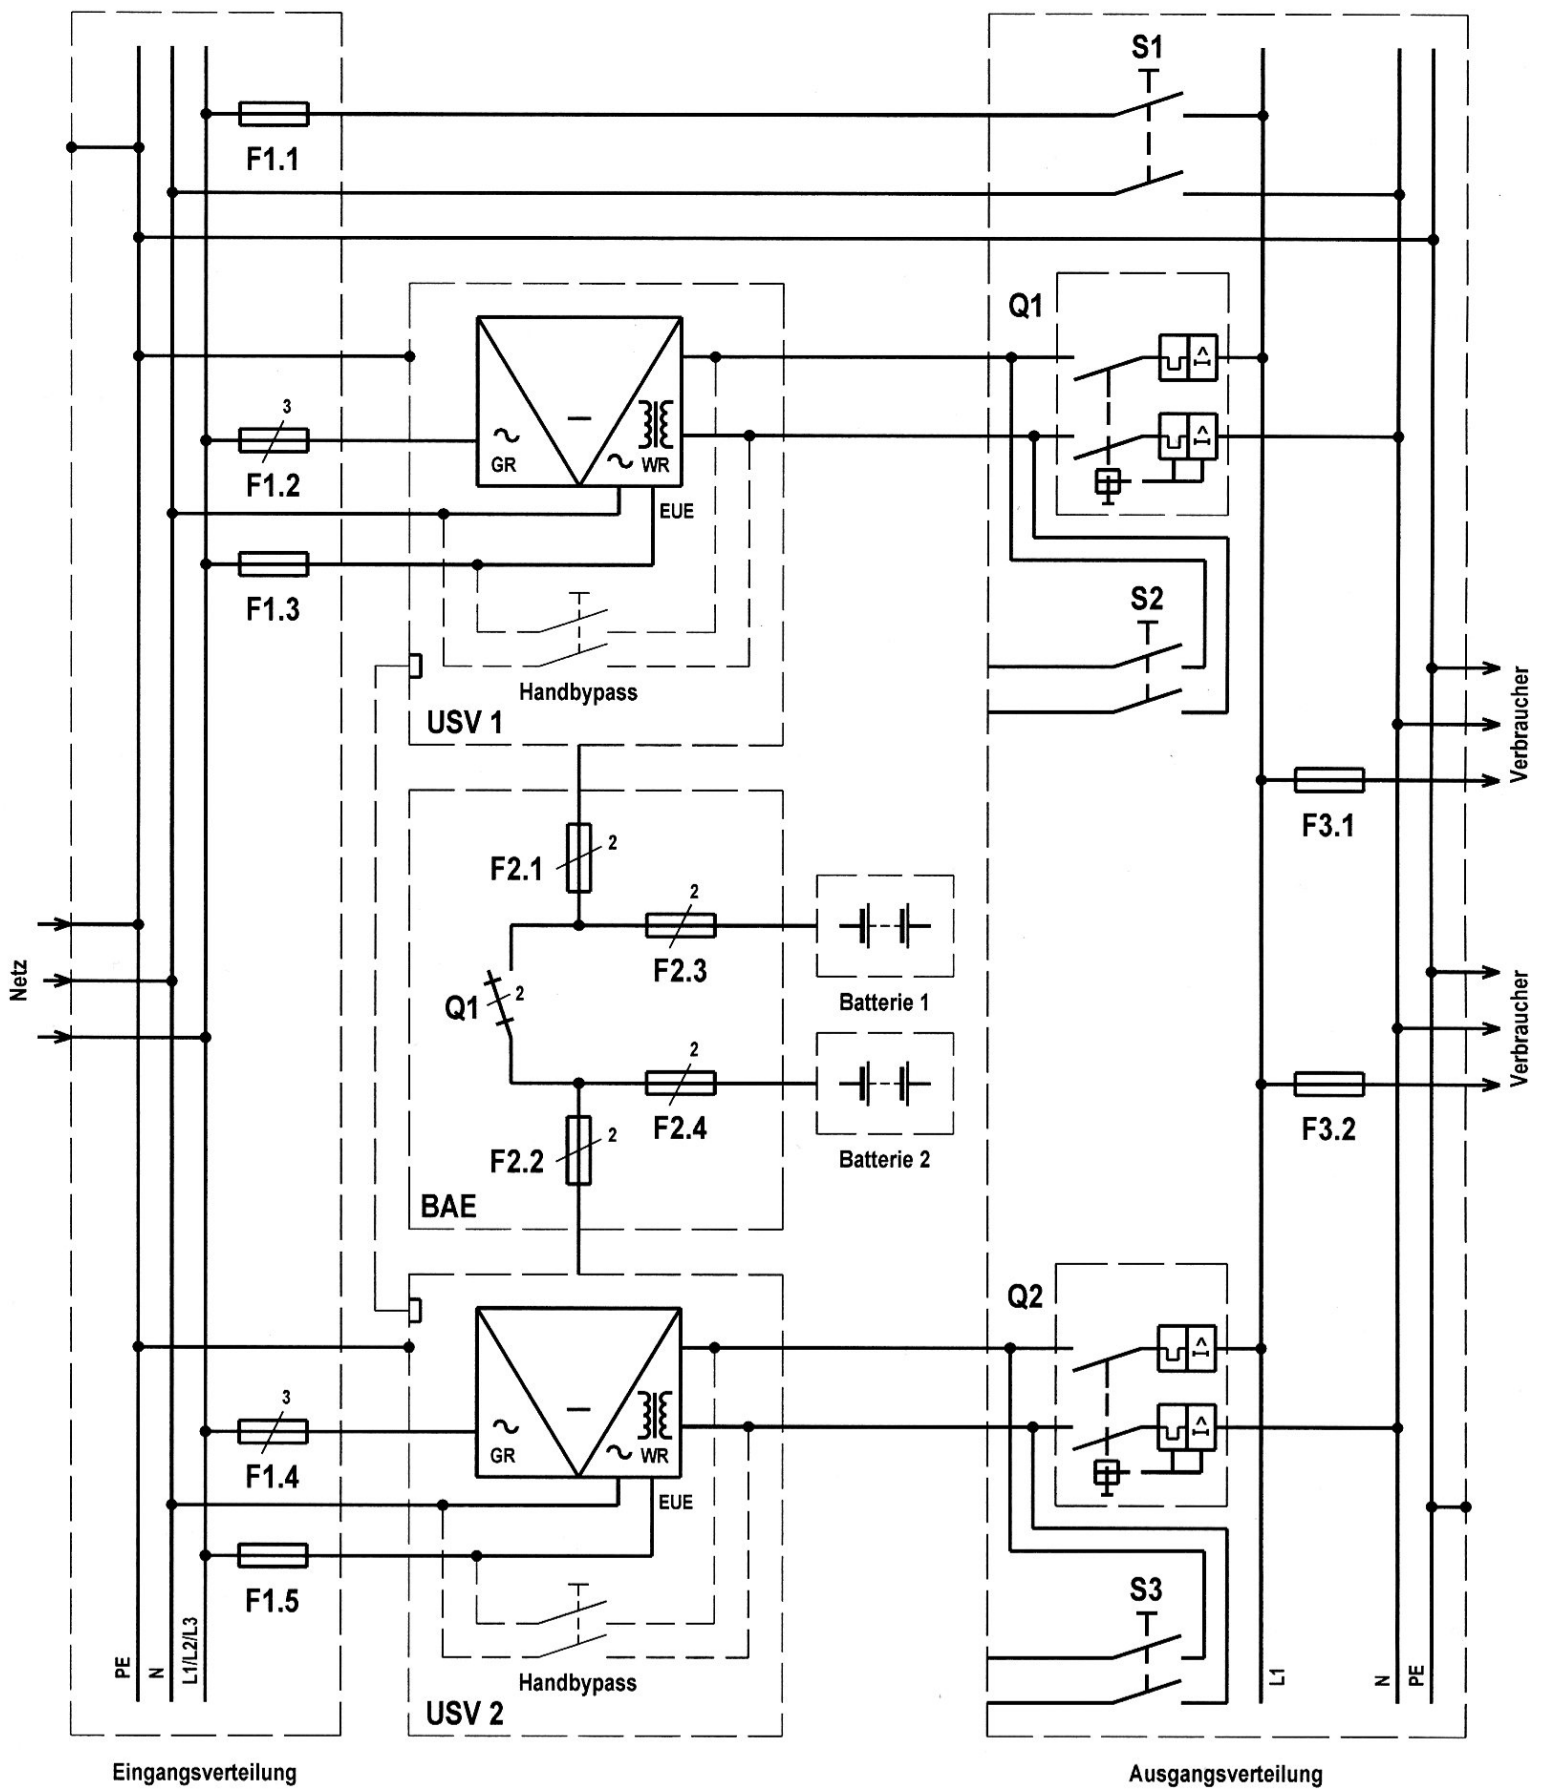 S1
F1.1
Q1
3
GR
WR
F1.2
EUE
F1.3
S2
Handbypass
USV 1
Verbraucher
F3.1
F2.1
2
2
F2.3
Netz
Q1
2
Batterie 1
Verbraucher
2
F2.4
F3.2
F2.2
2
Batterie 2
BAE
Q2
3
GR
WR
F1.4
EUE
F1.5
S3
Handbypass
USV 2
PE
N
L1/L2/L3
L1
N
PE
Eingangsverteilung
Ausgangsverteilung